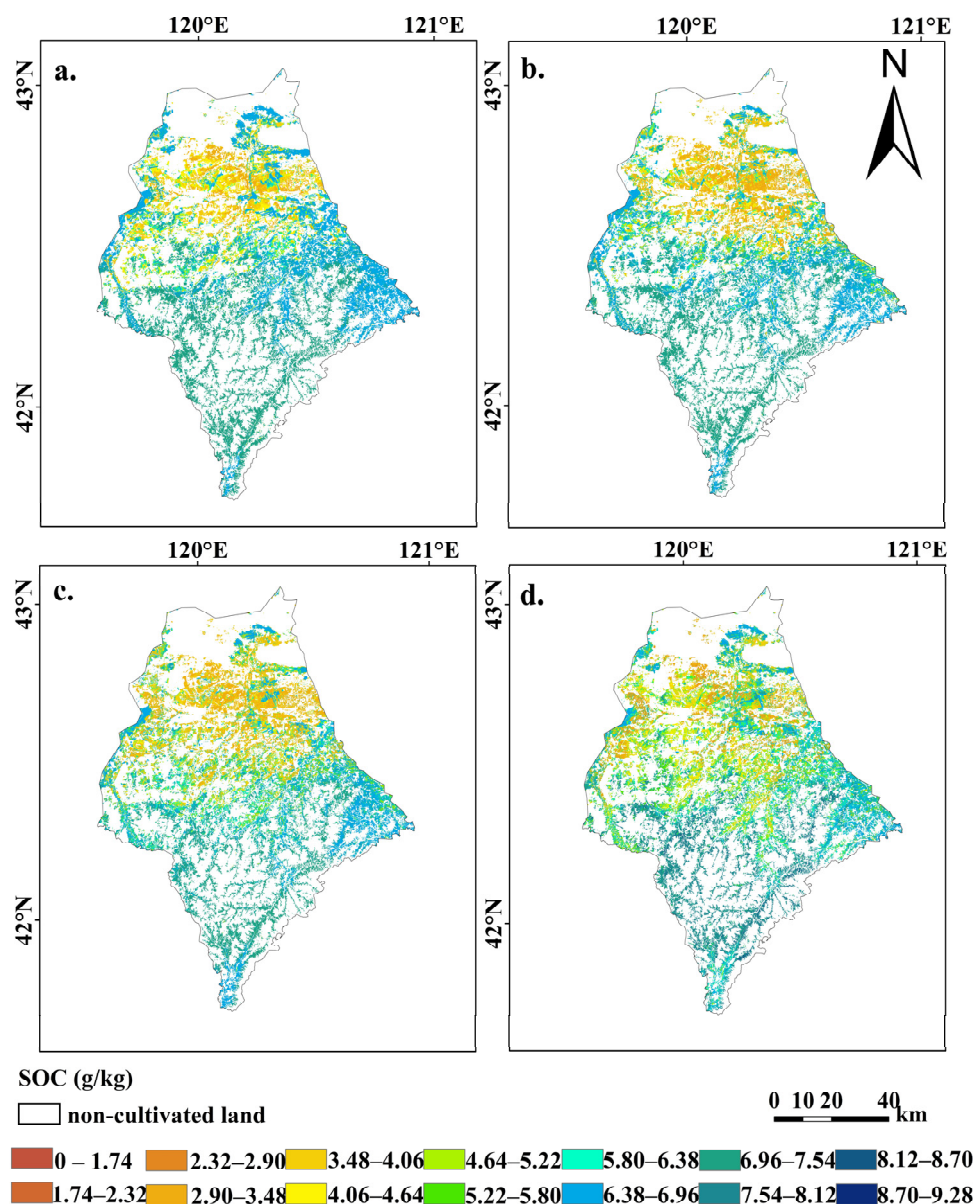 120°E 121°E 120°E 121°E
a. b. N
43°N
42°N
120°E 121°E 120°E 121°E
c. d.
43°N 43°N
42°N 42°N
SOC (g/kg)
non-cultivated land
0 10 20 40
km
0 – 1.74 2.32–2.90 3.48–4.06 4.64–5.22 5.80–6.38 6.96–7.54 8.12–8.70
1.74–2.32 2.90–3.48 4.06–4.64 5.22–5.80 6.38–6.96 7.54–8.12 8.70–9.28